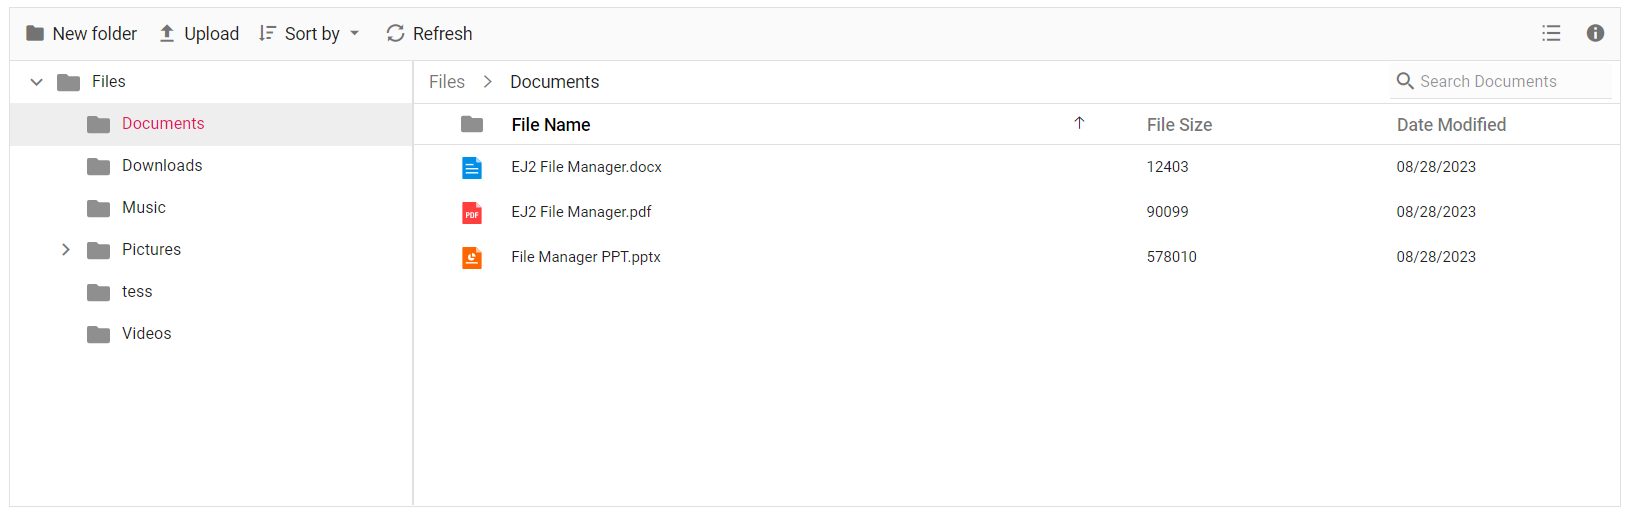 New folder Upload Sort by Refresh
Files
Documents
Downloads
Music
Pictures
tess
Videos
Files Documents Search Documents
File Name File Size Date Modified
EJ2 File Manager.docx 12403 08/28/2023
PDF EJ2 File Manager.pdf 90099 08/28/2023
File Manager PPT.pptx 578010 08/28/2023